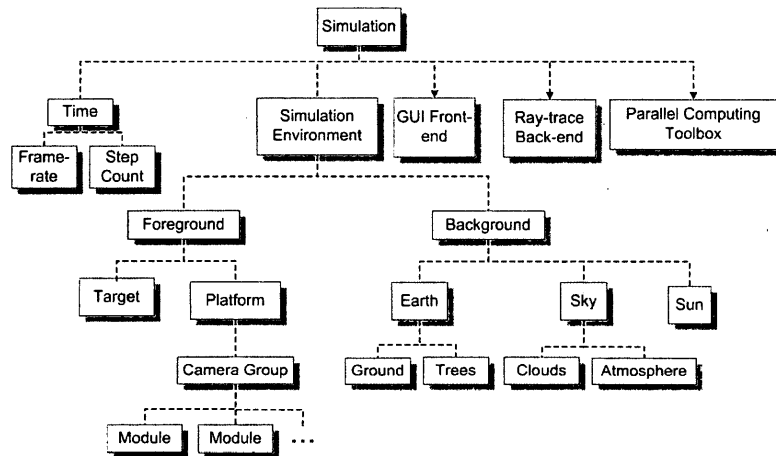 Simulation
Time
Simulation
Environment
GUI Front-
end
Ray-trace
Back-end
Parallel Computing
Toolbox
Frame-
rate
Step
Count
Foreground
Background
Target
Platform
Earth
Sky
Sun
Camera Group
Ground
Trees
Clouds
Atmosphere
Module
Module
...